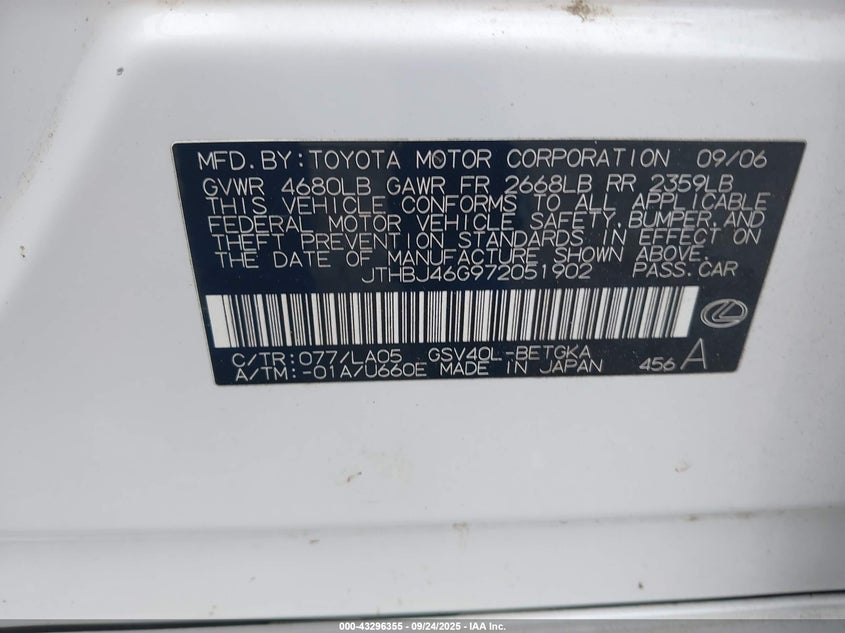 MFD.BY:TOYOTA MOTOR CORPORATION 09/06
GVWR 4680LB GAWR FR 2668LB RR 2359LB
THIS VEHICLE CONFORMS TO ALL APPLICABLE
FEDERAL MOTOR VEHICLE SAFETY, BUMPER, AND
THEFT PREVENTION STANDARDS IN EFFECT ON
THE DATE OF MANUFACTURE SHOWN ABOVE.
JTHBJ46G972051902 PASS.CAR
C/TR:077/LA05 GSV40L-BETGKA
A/TM:-01A/U660E MADE IN JAPAN 456 A
000-43296355 - 09/24/2025 - IAA Inc.